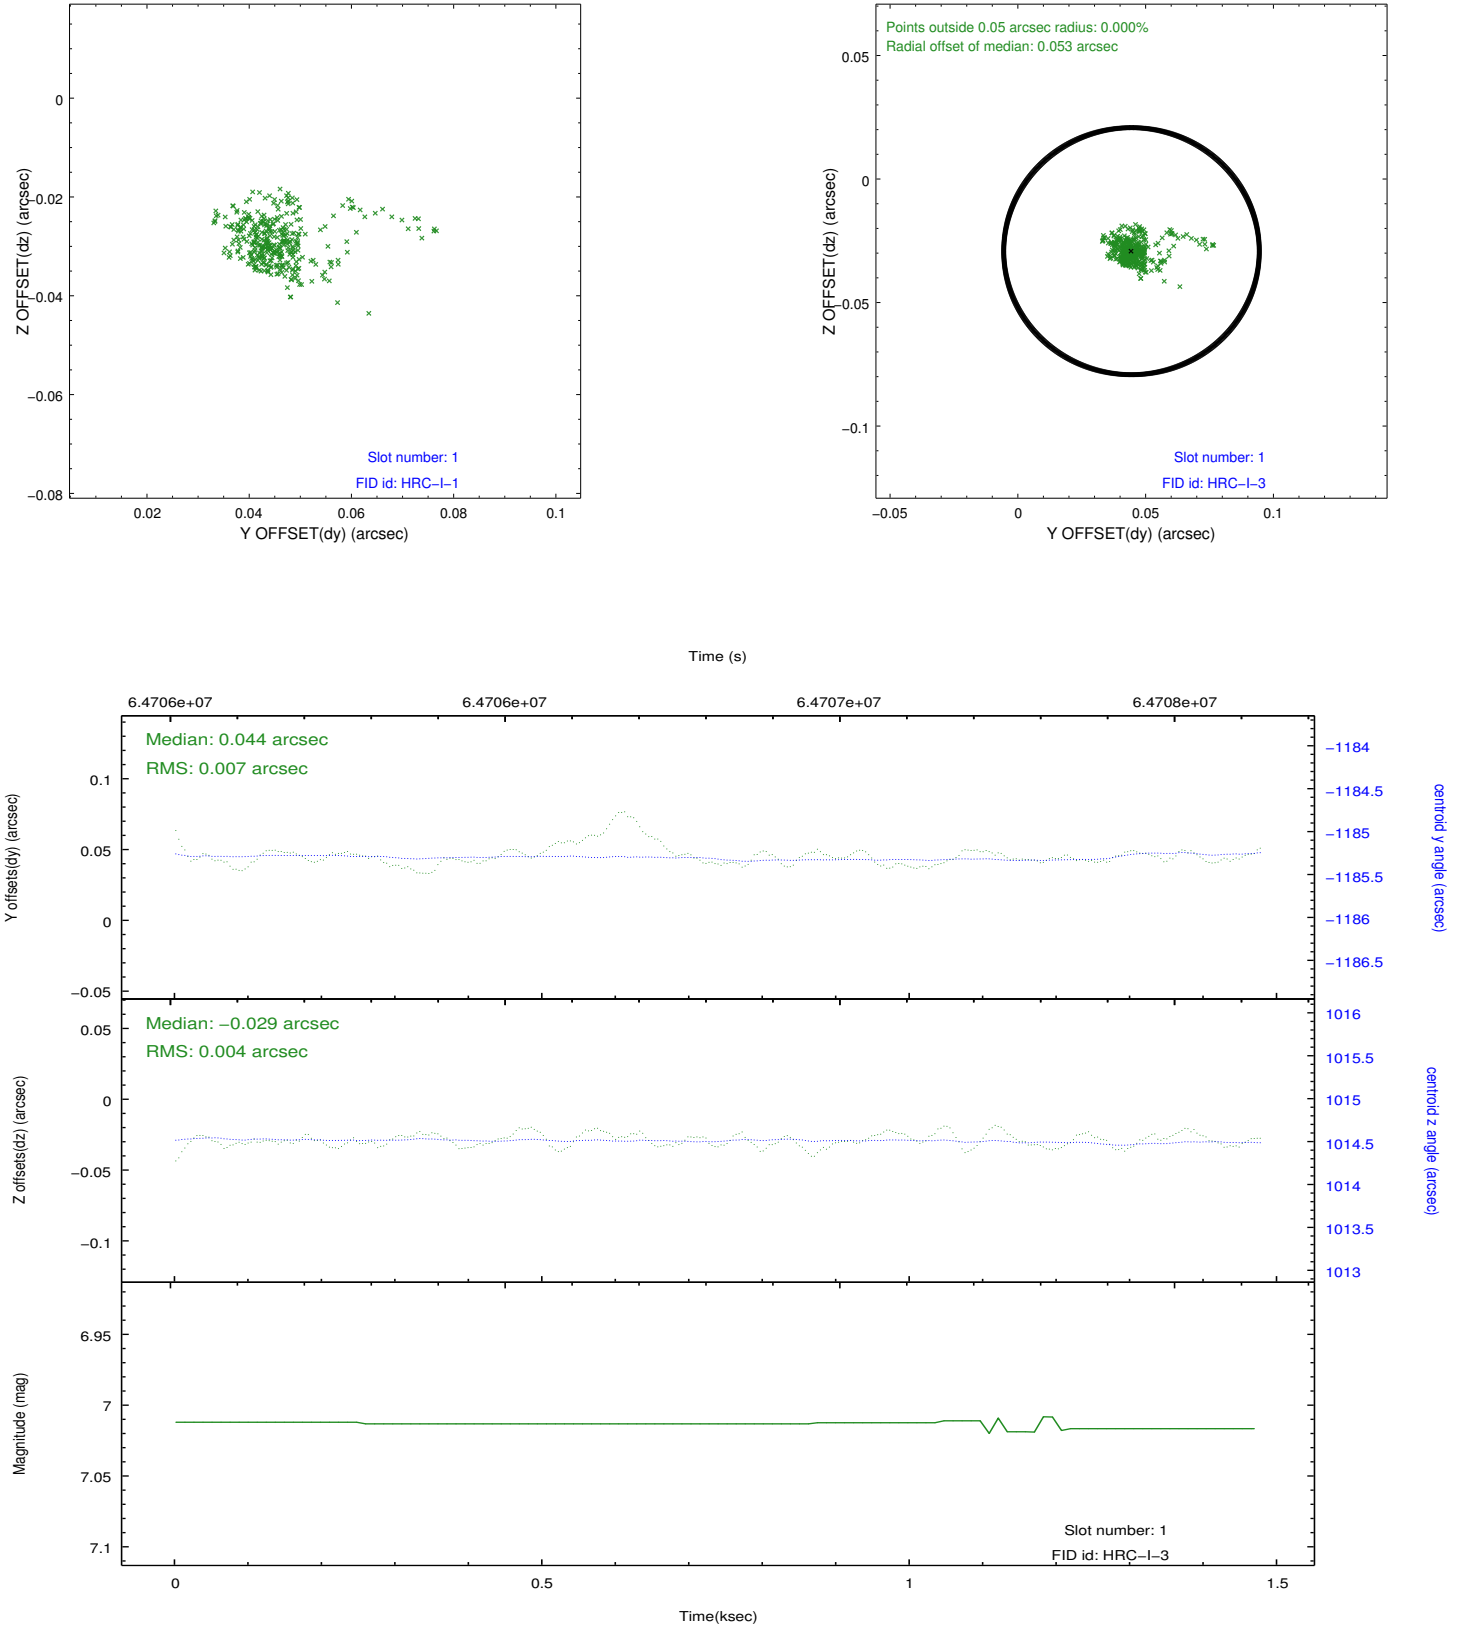 0
−0.02
−0.04
−0.06
−0.08
Z OFFSET(dz) (arcsec)
Slot number: 1
FID id: HRC−I−1
0.02
0.04
0.06
0.08
0.1
Y OFFSET(dy) (arcsec)
Points outside 0.05 arcsec radius: 0.000%
Radial offset of median: 0.053 arcsec
0.05
0
−0.05
−0.1
Z OFFSET(dz) (arcsec)
Slot number: 1
FID id: HRC−I−3
−0.05
0
0.05
0.1
Y OFFSET(dy) (arcsec)
Time (s)
6.4706e+07
6.4706e+07
6.4707e+07
6.4708e+07
Median: 0.044 arcsec
RMS: 0.007 arcsec
0.1
0.05
0
−0.05
Y offsets(dy) (arcsec)
−1184
−1184.5
−1185
−1185.5
−1186
−1186.5
centroid y angle (arcsec)
Median: −0.029 arcsec
RMS: 0.004 arcsec
0.05
0
−0.05
−0.1
Z offsets(dz) (arcsec)
1016
1015.5
1015
1014.5
1014
1013.5
1013
centroid z angle (arcsec)
6.95
7
7.05
7.1
Magnitude (mag)
Slot number: 1
FID id: HRC−I−3
0
0.5
1
1.5
Time(ksec)